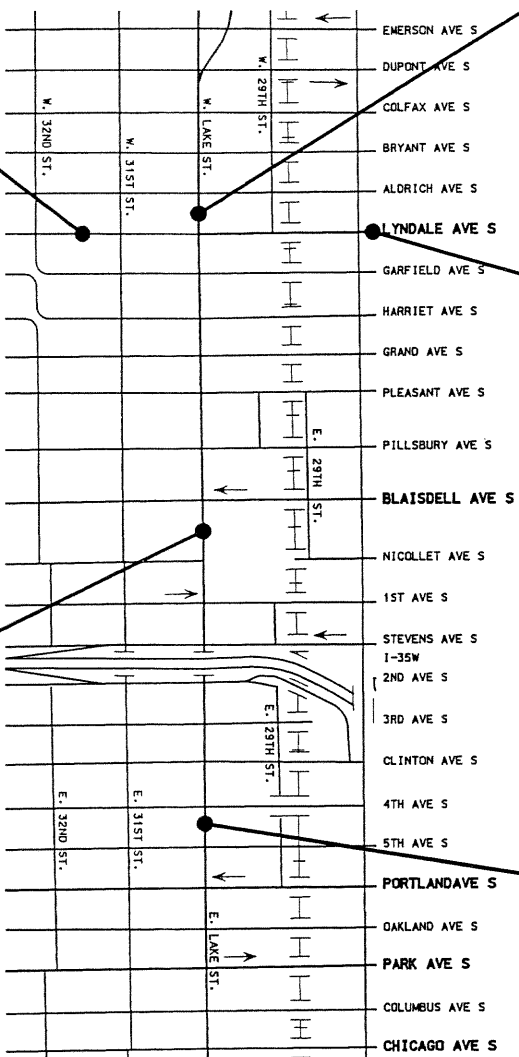 EMERSON AVE S
DUPONT AVE S
COLFAX AVE S
BRYANT AVE S
ALDRICH AVE S
LYNDALE AVE S
GARFIELD AVE S
HARRIET AVE S
GRAND AVE S
PLEASANT AVE S
PILLSBURY AVE S
BLAISDELL AVE S
NICOLLET AVE S
1ST AVE S
STEVENS AVE S
I-35W
2ND AVE S
3RD AVE S
CLINTON AVE S
4TH AVE S
5TH AVE S
PORTLANDAVE S
OAKLAND AVE S
PARK AVE S
COLUMBUS AVE S
CHICAGO AVE S
W. 29TH ST.
W. LAKE ST.
W. 31ST ST.
W. 32ND ST.
E. 29TH ST.
E. 29TH ST.
E. 31ST ST.
E. 32ND ST.
E. LAKE ST.